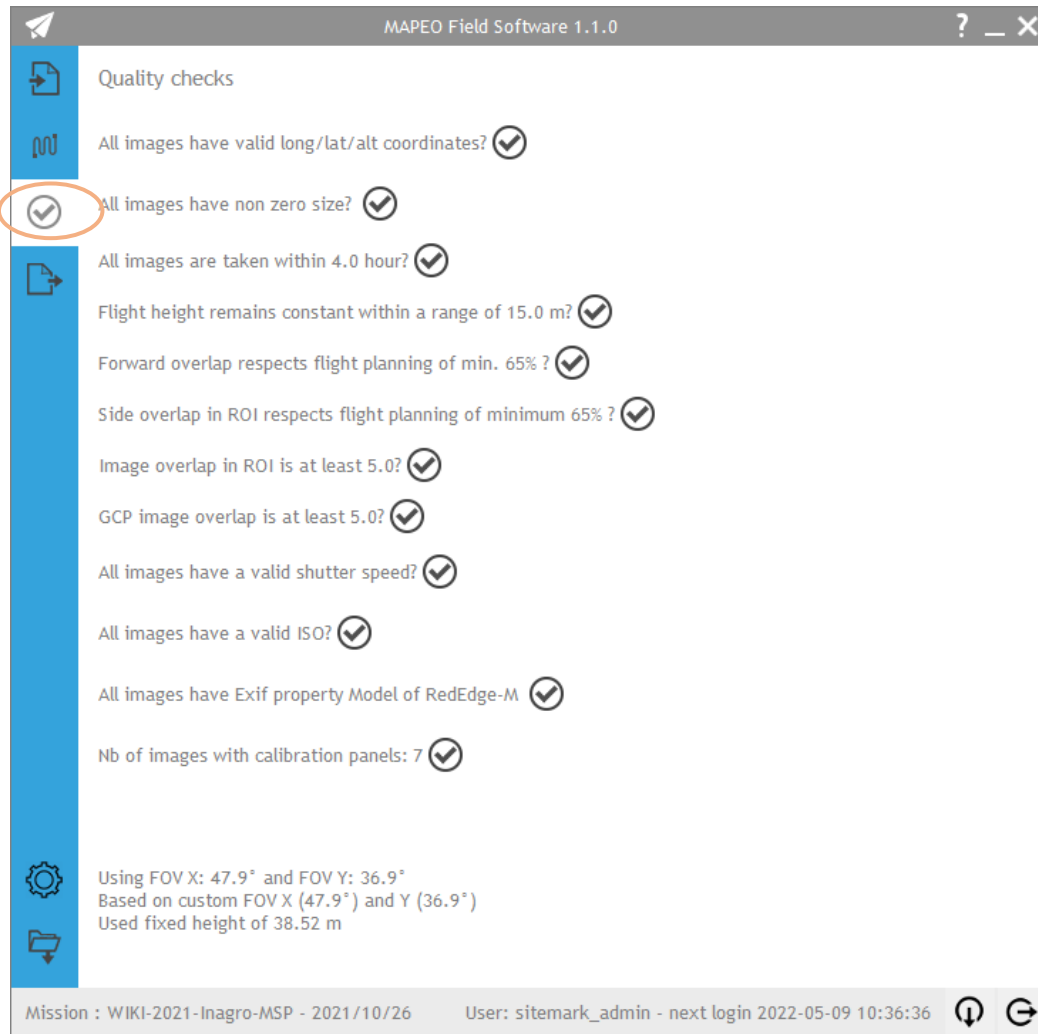 MAPEO Field Software 1.1.0
? _ X
Quality checks
All images have valid long/lat/alt coordinates?
All images have non zero size?
All images are taken within 4.0 hour?
Flight height remains constant within a range of 15.0 m?
Forward overlap respects flight planning of min. 65% ?
Side overlap in ROI respects flight planning of minimum 65% ?
Image overlap in ROI is at least 5.0?
GCP image overlap is at least 5.0?
All images have a valid shutter speed?
All images have a valid ISO?
All images have Exif property Model of RedEdge-M
Nb of images with calibration panels: 7
Using FOV X: 47.9° and FOV Y: 36.9°
Based on custom FOV X (47.9°) and Y (36.9°)
Used fixed height of 38.52 m
Mission : WIKI-2021-Inagro-MSP - 2021/10/26 User: sitemark_admin - next login 2022-05-09 10:36:36